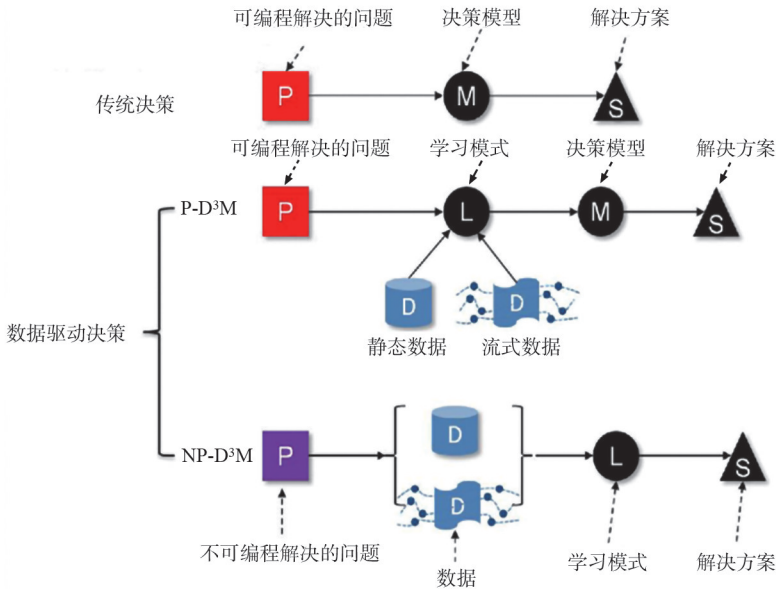 可编程解决的问题
决策模型
解决方案
传统决策
P
M
S
可编程解决的问题
学习模式
决策模型
解决方案
P-D³M
P
L
M
S
D
D
静态数据
流式数据
数据驱动决策
NP-D³M
P
D
D
L
S
不可编程解决的问题
数据
学习模式
解决方案